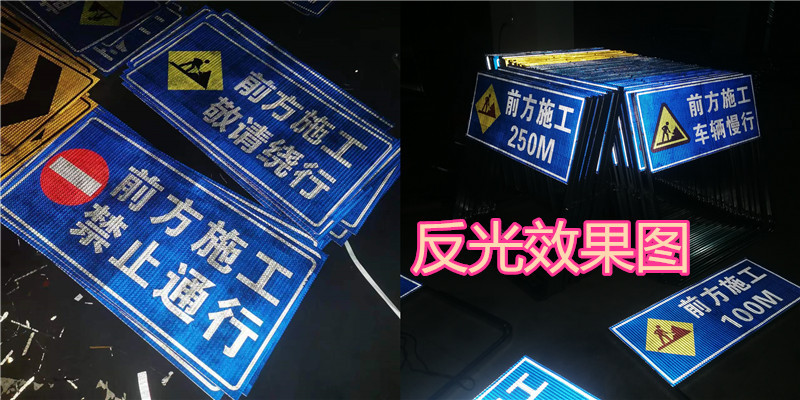 前方施工
敬请绕行
前方施工
禁止通行
前方施工
250M
前方施工
车辆慢行
反光效果图
前方施工
100M